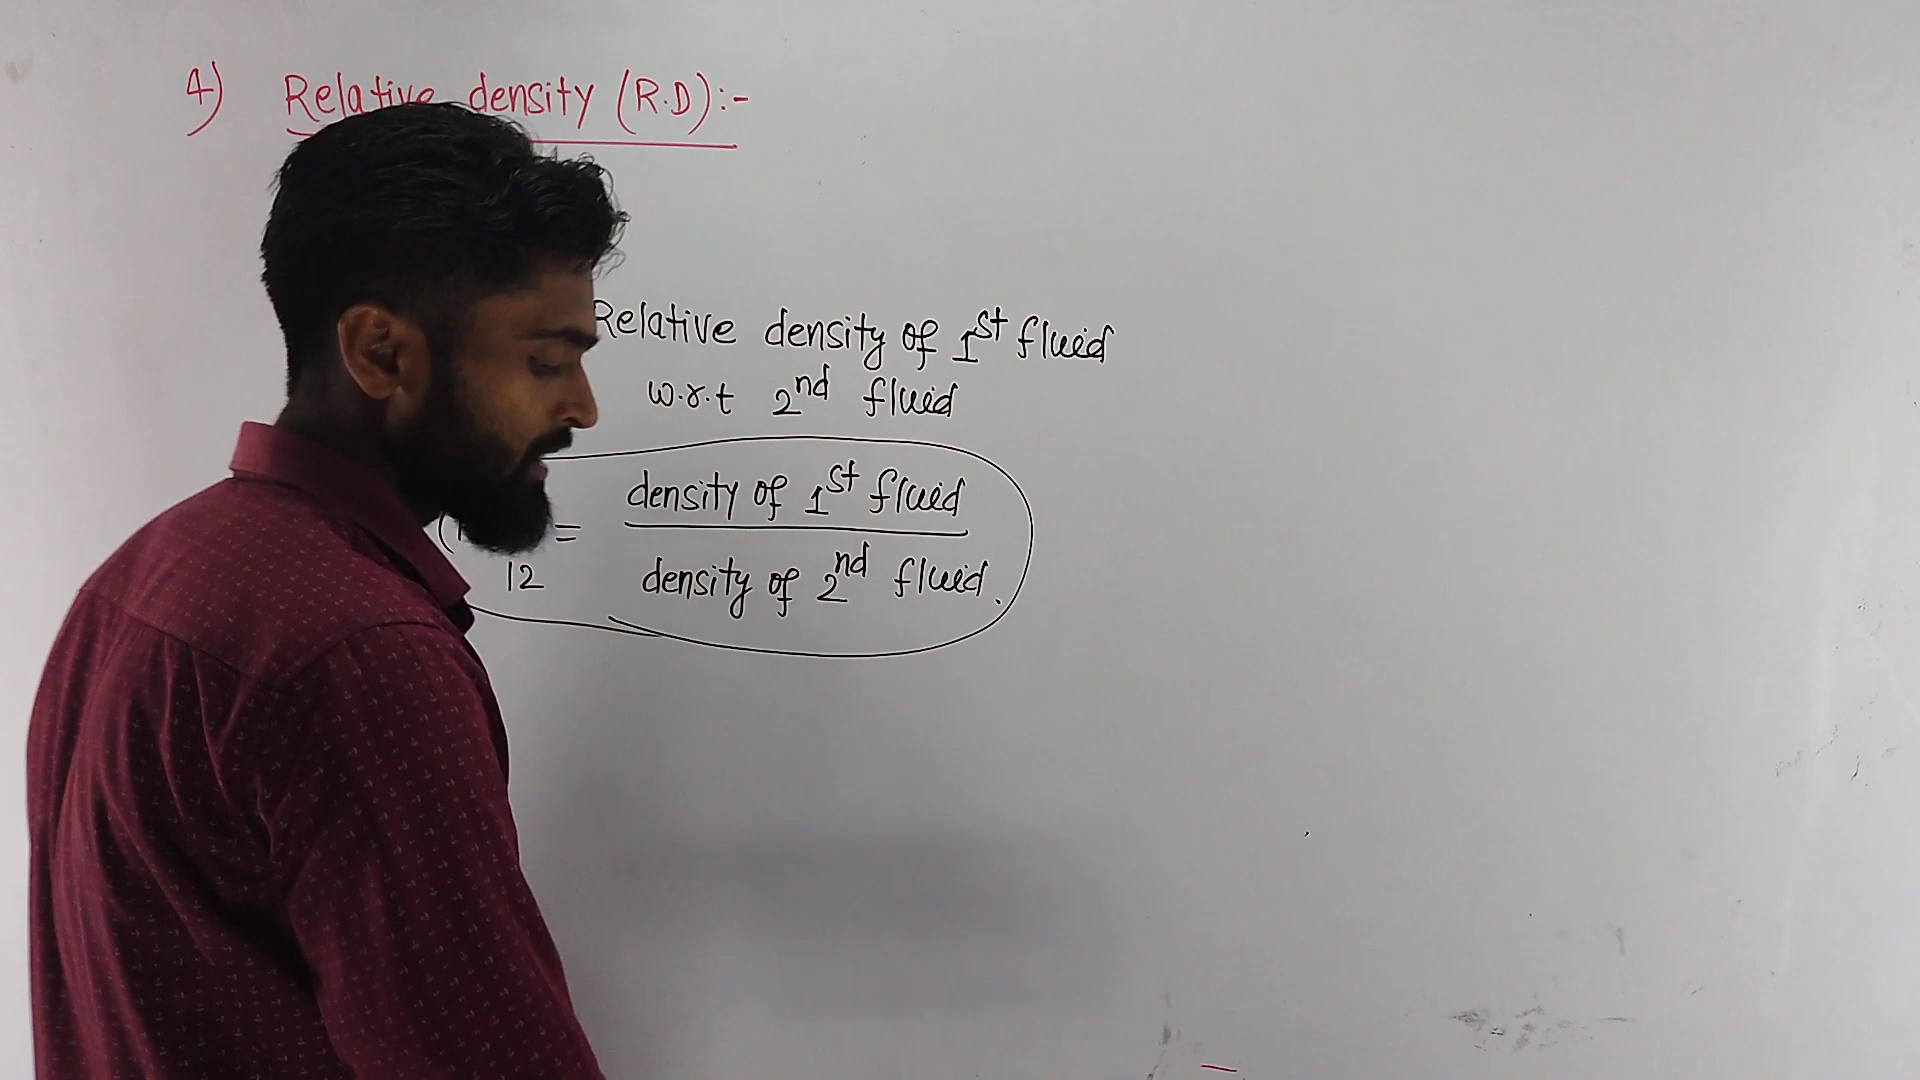 4) Relative density (R.D):-
Relative density of 1st fluid
w.r.t 2nd fluid
= density of 1st fluid
12 density of 2nd fluid.